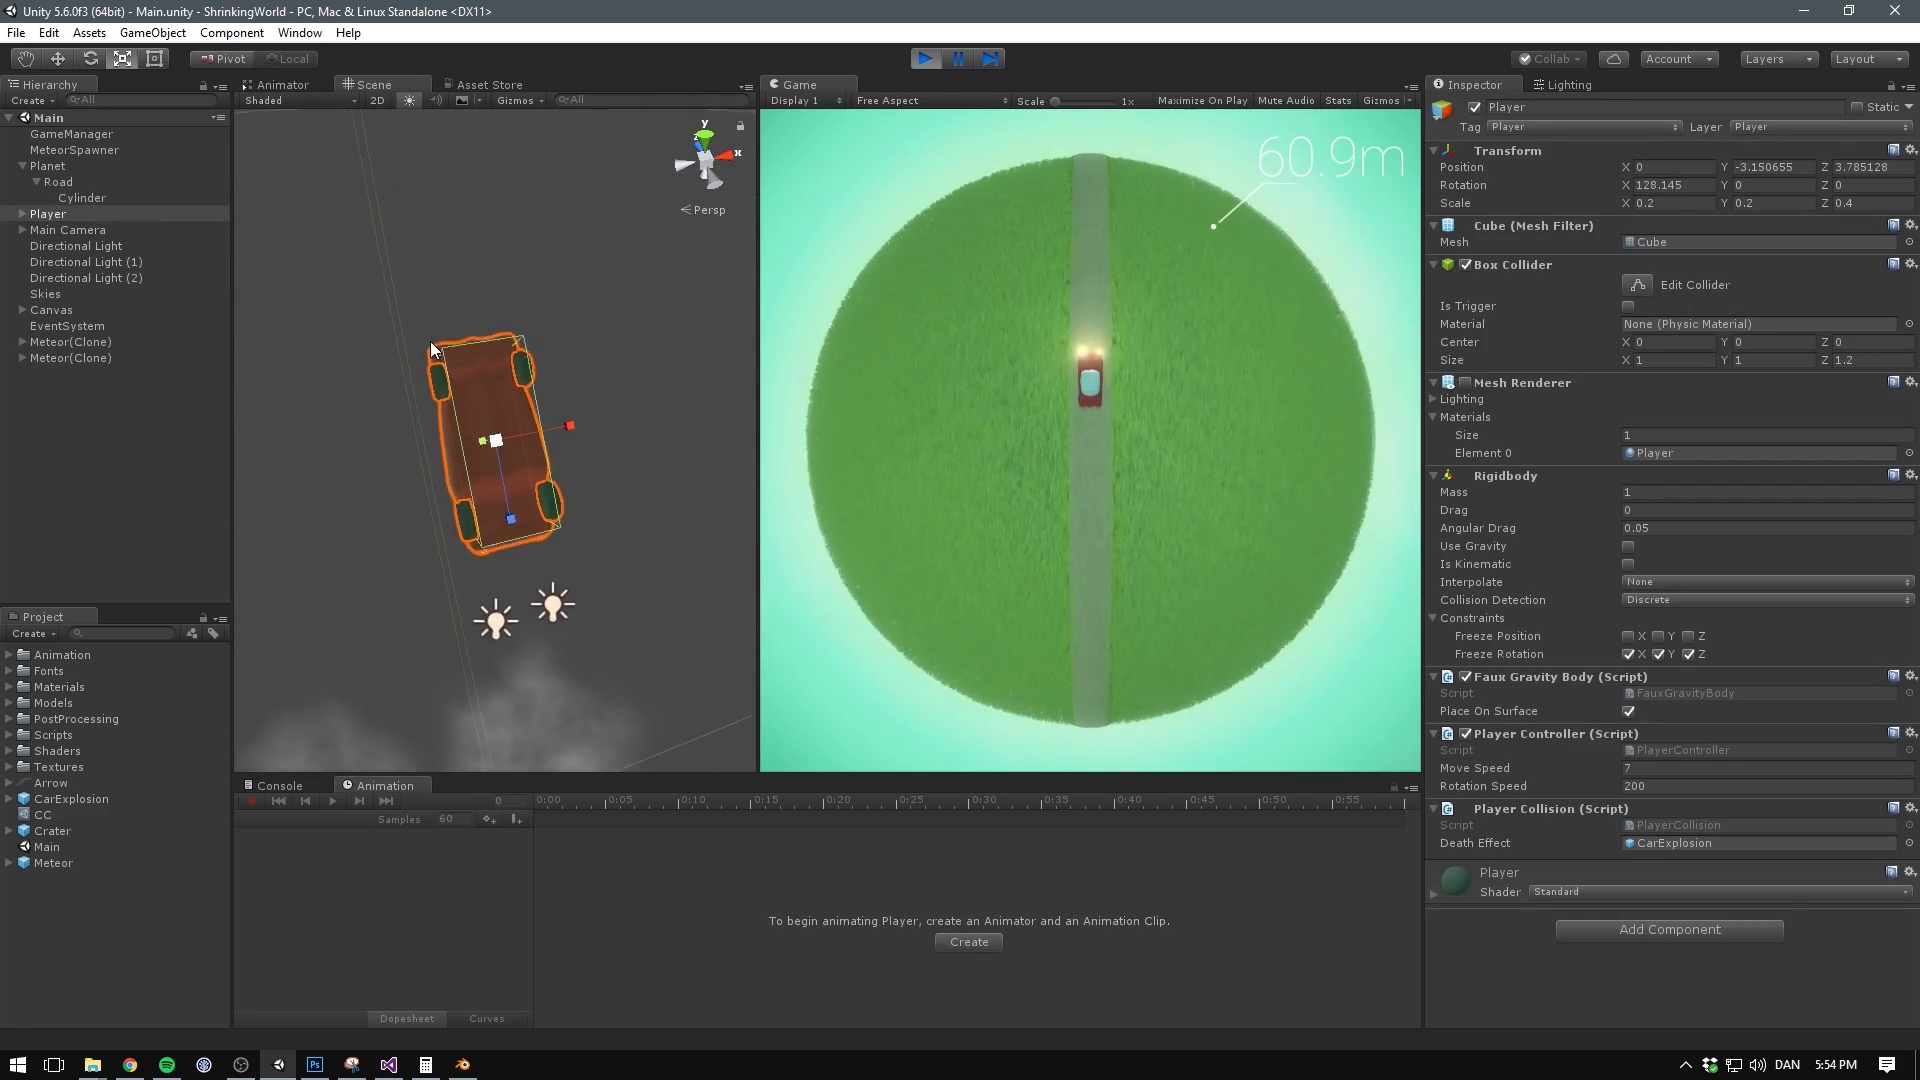 Unity 5.6.0f3 (64bit) - Main.unity - ShrinkingWorld - PC, Mac & Linux Standalone <DX11>
File Edit Assets GameObject Component Window Help
Pivot Local Collab Account Layers Layout
Hierarchy
Create All
Main
GameManager
MeteorSpawner
Planet
Road
Cylinder
Player
Main Camera
Directional Light
Directional Light (1)
Directional Light (2)
Skies
Canvas
EventSystem
Meteor(Clone)
Meteor(Clone)
Project
Create
Animation
Fonts
Materials
Models
PostProcessing
Scripts
Shaders
Textures
Arrow
CarExplosion
CC
Crater
Main
Meteor
Animator Scene Asset Store
Shaded 2D Gizmos All
y
z
x
Persp
Game
Display 1 Free Aspect Scale 1x Maximize On Play Mute Audio Stats Gizmos
60.9m
Console Animation
0 0:00 0:05 0:10 0:15 0:20 0:25 0:30 0:35 0:40 0:45 0:50 0:55
Samples 60
To begin animating Player, create an Animator and an Animation Clip.
Create
Dopesheet Curves
Inspector Lighting
Player Static
Tag Player Layer Player
Transform
Position X 0 Y -3.150655 Z 3.785128
Rotation X 128.145 Y 0 Z 0
Scale X 0.2 Y 0.2 Z 0.4
Cube (Mesh Filter)
Mesh Cube
Box Collider
Edit Collider
Is Trigger
Material None (Physic Material)
Center X 0 Y 0 Z 0
Size X 1 Y 1 Z 1.2
Mesh Renderer
Lighting
Materials
Size 1
Element 0 Player
Rigidbody
Mass 1
Drag 0
Angular Drag 0.05
Use Gravity
Is Kinematic
Interpolate None
Collision Detection Discrete
Constraints
Freeze Position X Y Z
Freeze Rotation X Y Z
Faux Gravity Body (Script)
Script FauxGravityBody
Place On Surface
Player Controller (Script)
Script PlayerController
Move Speed 7
Rotation Speed 200
Player Collision (Script)
Script PlayerCollision
Death Effect CarExplosion
Player
Shader Standard
Add Component
Ps
DAN 5:54 PM